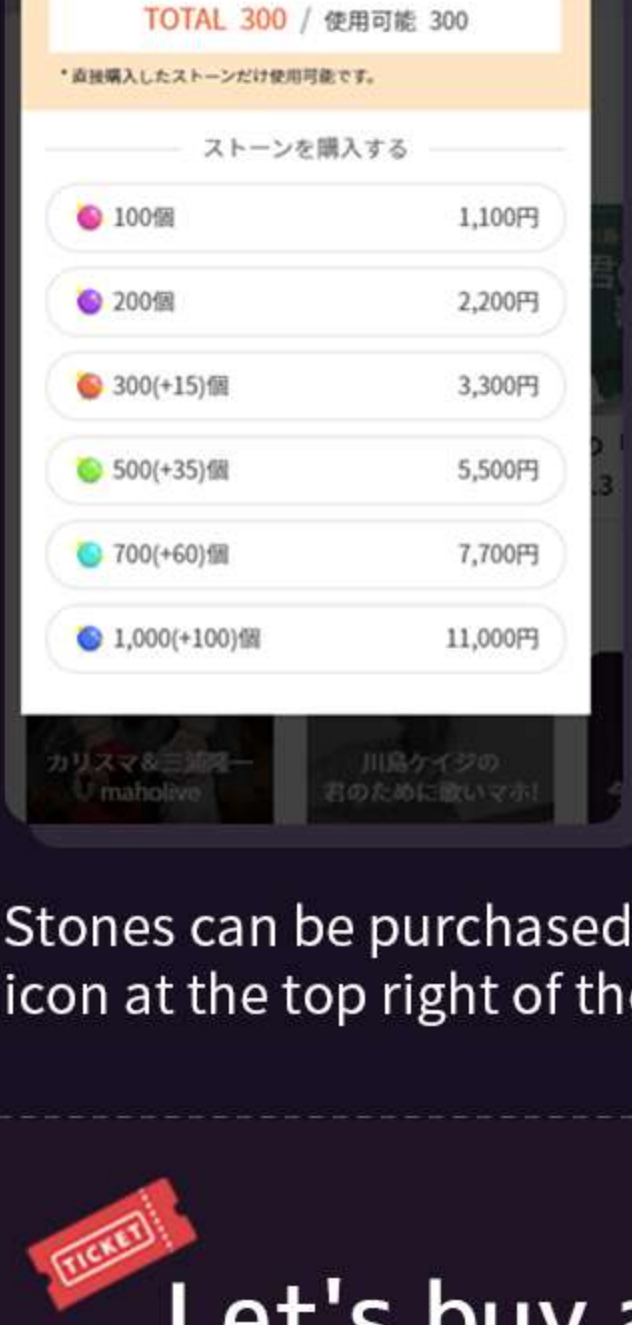 TOTAL 300 / 使用可能 300
* 直接購入したストーンだけ使用可能です。
ストーンを購入する
100個 1,100円
200個 2,200円
300(+15)個 3,300円
500(+35)個 5,500円
700(+60)個 7,700円
1,000(+100)個 11,000円
カリスマ&三浦隆一
maholive
川島ケイジの
君のために歌いマホ!
Stones can be purchased
icon at the top right of the
TICKET
Let's buy a